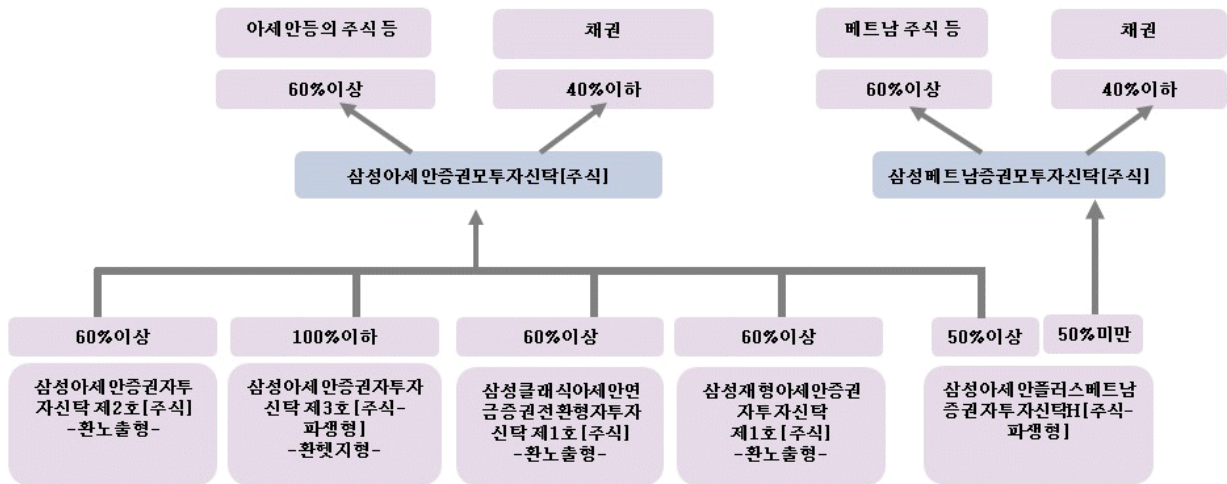 아세안등의 주식 등
채권
베트남 주식 등
채권
60%이상
40%이하
60%이상
40%이하
삼성아세안증권모투자신탁[주식]
삼성베트남증권모투자신탁[주식]
60%이상
100%이하
60%이상
60%이상
50%이상
50%미만
삼성아세안증권자투
자신탁 제2호[주식]
-환노출형-
삼성아세안증권자투자
신탁 제3호[주식-
파생형]
-환헷지형-
삼성클래식아세안연
금증권전환형자투자
신탁 제1호[주식]
-환노출형-
삼성재형아세안증권
자투자신탁
제1호[주식]
-환노출형-
삼성아세안플러스베트남
증권자투자신탁H[주식-
파생형]